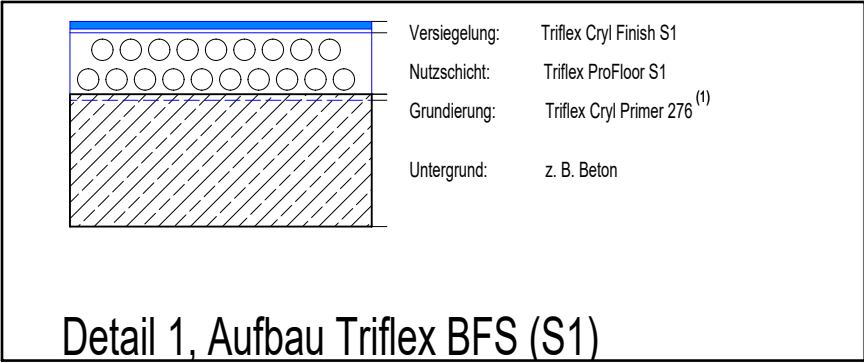 Versiegelung: Triflex Cryl Finish S1
Nutzschicht: Triflex ProFloor S1
Grundierung: Triflex Cryl Primer 276 (1)
Untergrund: z. B. Beton
Detail 1, Aufbau Triflex BFS (S1)